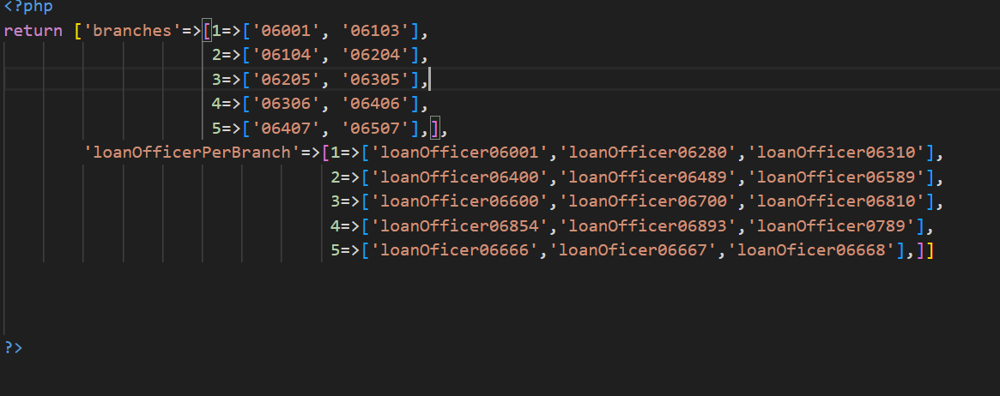 <?php
return ['branches'=>[1=>['06001', '06103'],
2=>['06104', '06204'],
3=>['06205', '06305'],
4=>['06306', '06406'],
5=>['06407', '06507'],],
'loanOfficerPerBranch'=>[1=>['loanOfficer06001','loanOfficer06280','loanOfficer06310'],
2=>['loanOfficer06400','loanOfficer06489','loanOfficer06589'],
3=>['loanOfficer06600','loanOfficer06700','loanOfficer06810'],
4=>['loanOfficer06854','loanOfficer06893','loanOfficer0789'],
5=>['loanOficer06666','loanOficer06667','loanOficer06668'],]]
?>